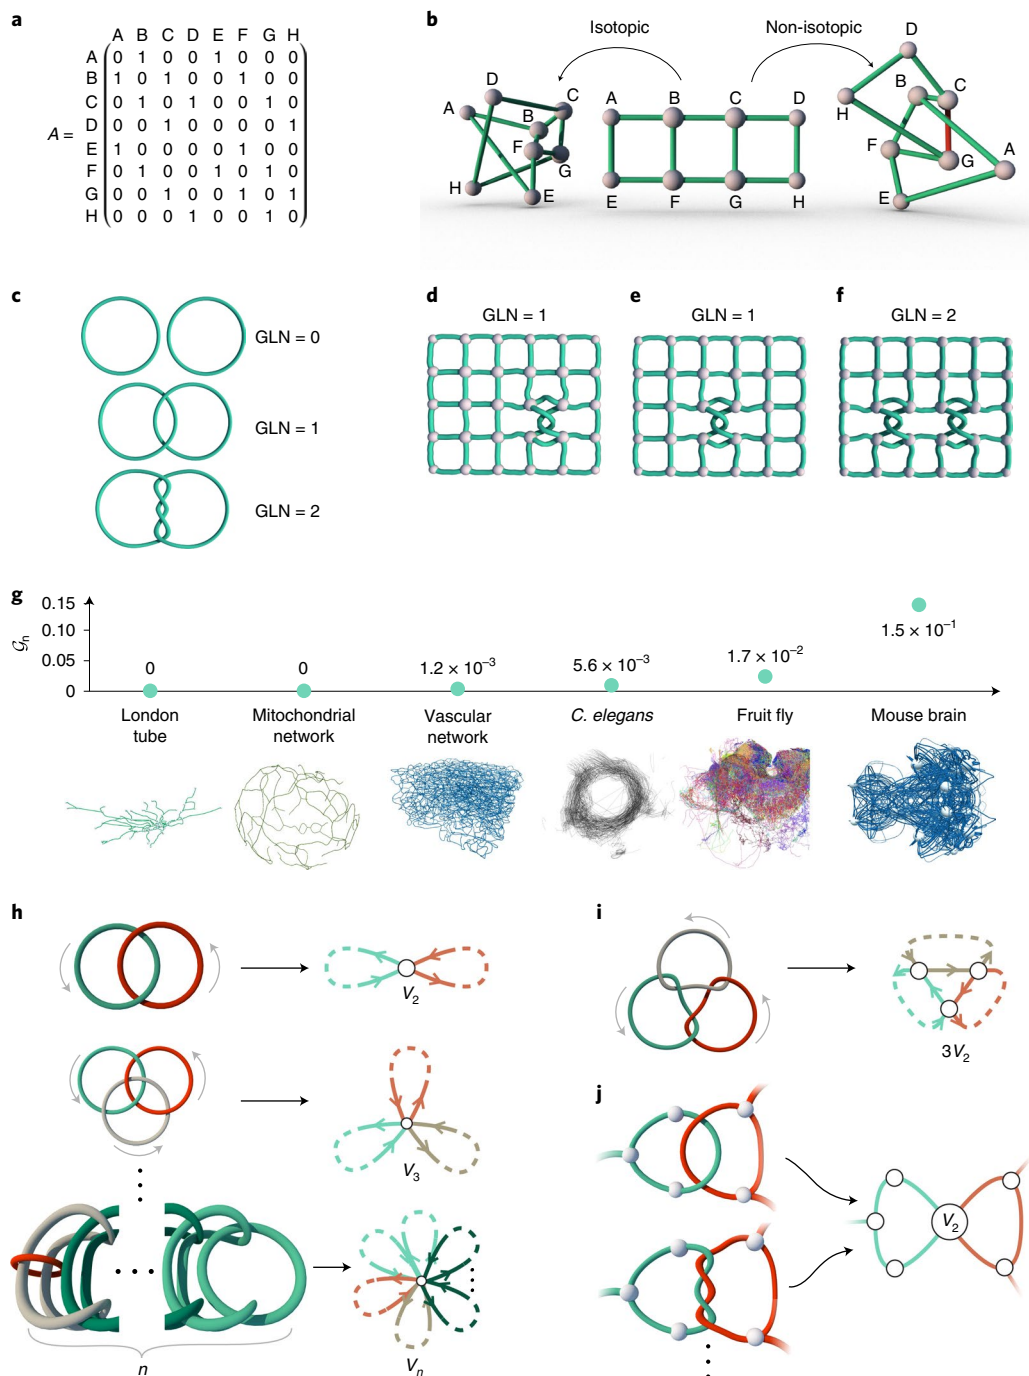 a
A B C D E F G H
A 0 1 0 0 1 0 0 0
B 1 0 1 0 0 1 0 0
C 0 1 0 1 0 0 1 0
A = D 0 0 1 0 0 0 0 1
E 1 0 0 0 0 1 0 0
F 0 1 0 0 1 0 1 0
G 0 0 1 0 0 1 0 1
H 0 0 0 1 0 0 1 0
b
Isotopic
Non-isotopic
D
A
B
C
F
G
H
E
A B C D
E F G H
D
B
C
H
F
G
A
E
c
GLN = 0
GLN = 1
GLN = 2
d
GLN = 1
e
GLN = 1
f
GLN = 2
g
𝒢n
0.15
0.10
0.05
0
0
0
1.2 × 10⁻³
5.6 × 10⁻³
1.7 × 10⁻²
1.5 × 10⁻¹
London
tube
Mitochondrial
network
Vascular
network
C. elegans
Fruit fly
Mouse brain
h
V₂
V₃
n
Vₙ
i
3V₂
j
V₂